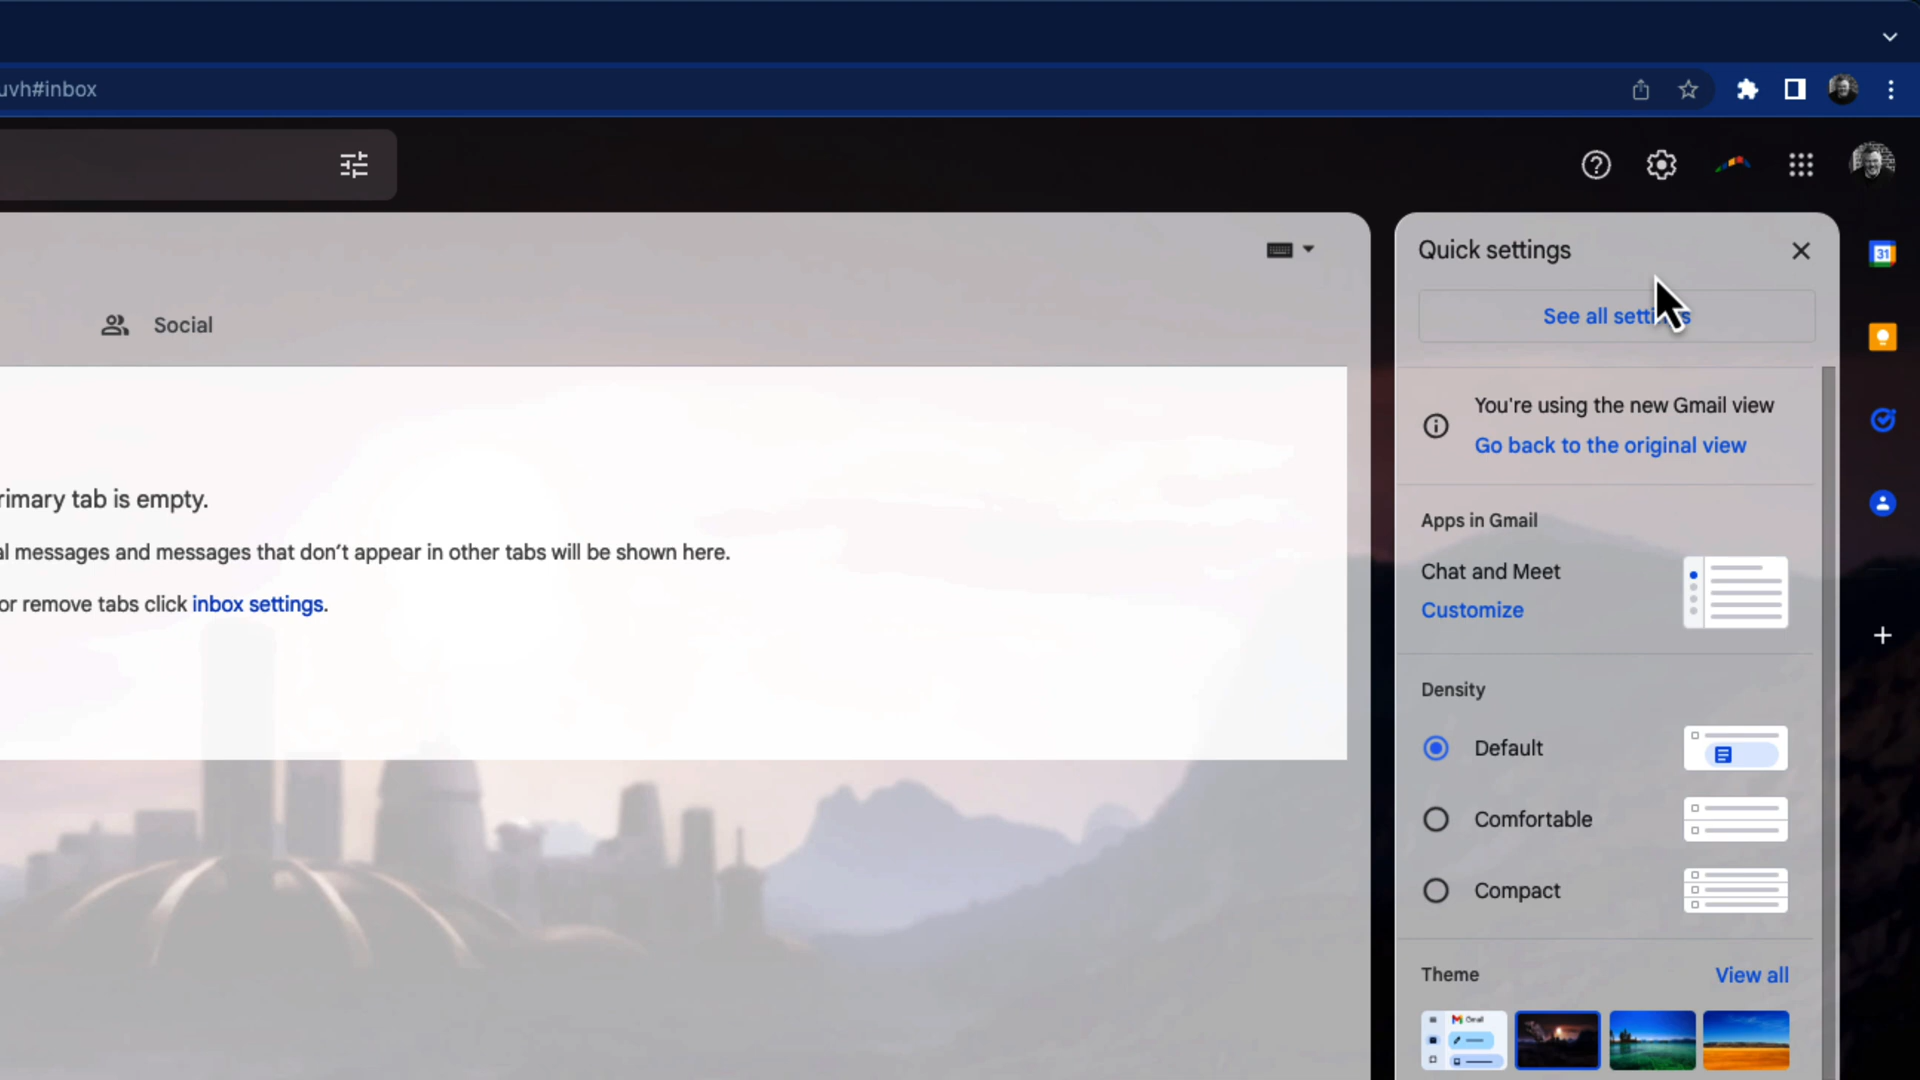 uvh#inbox
Quick settings
See all settings
Social
You're using the new Gmail view
Go back to the original view
rimary tab is empty.
al messages and messages that don't appear in other tabs will be shown here.
or remove tabs click inbox settings.
Apps in Gmail
Chat and Meet
Customize
Density
Default
Comfortable
Compact
Theme
View all
Gmail
31